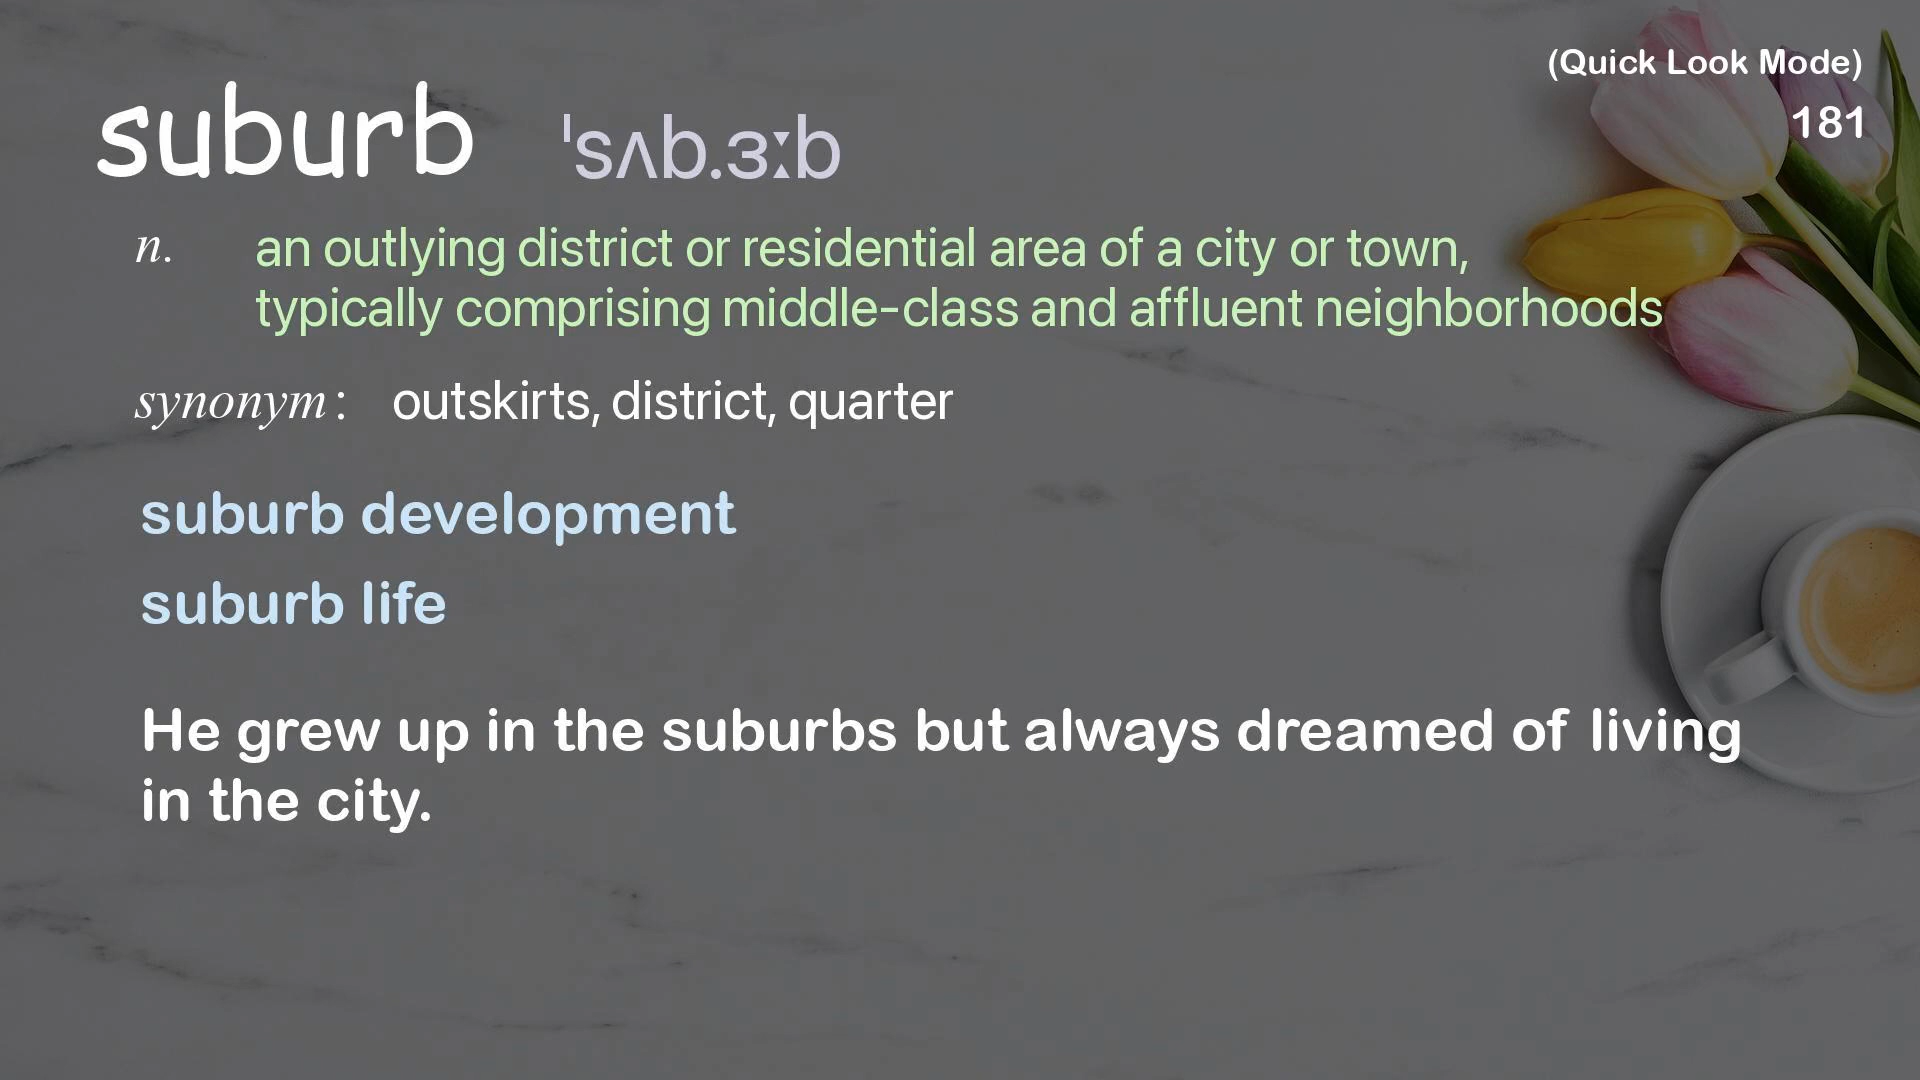 (Quick Look Mode)
181
suburb ˈsʌb.ɜːb
n. an outlying district or residential area of a city or town,
typically comprising middle-class and affluent neighborhoods
synonym: outskirts, district, quarter
suburb development
suburb life
He grew up in the suburbs but always dreamed of living
in the city.